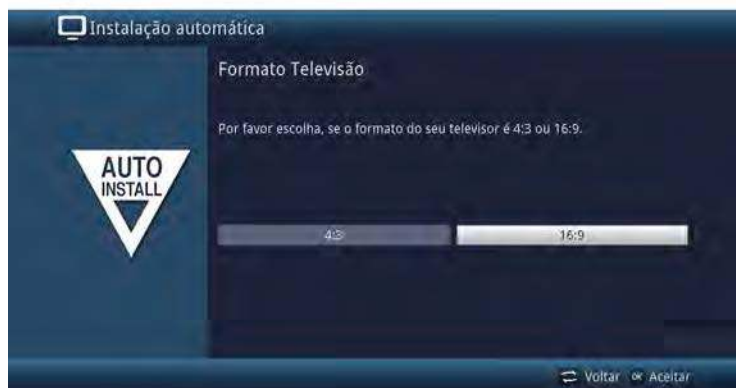 Instalação automática
Formato Televisão
Por favor escolha, se o formato do seu televisor é 4:3 ou 16:9.
AUTO
INSTALL
4:3
16:9
Voltar OK Aceitar